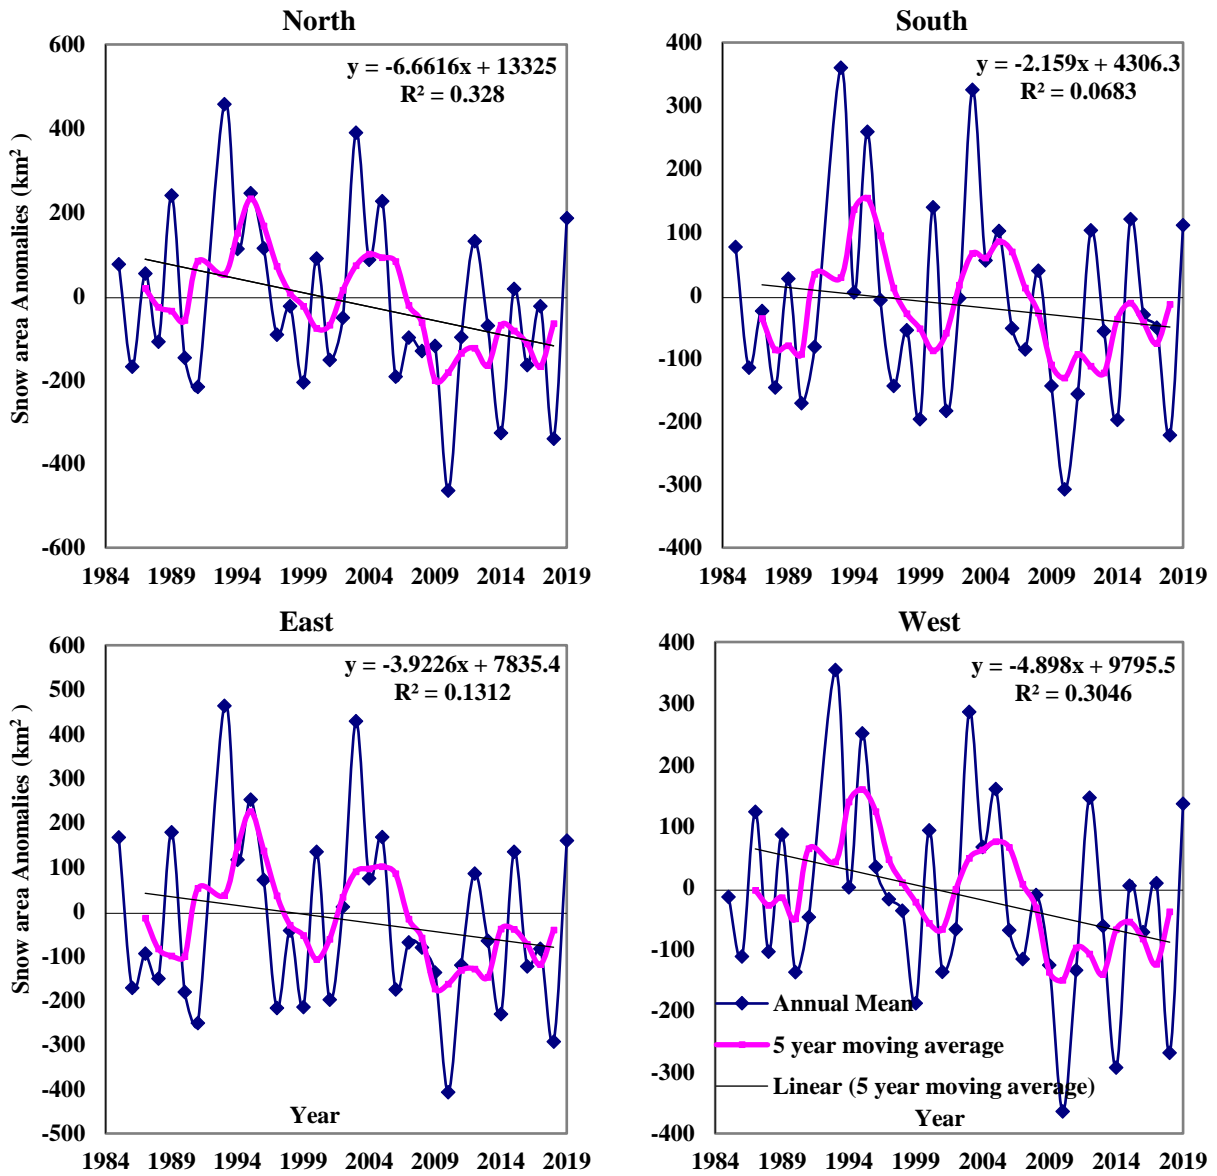 North
y = -6.6616x + 13325
R² = 0.328
Snow area Anomalies (km² )
600
400
200
0
-200
-400
-600
1984 1989 1994 1999 2004 2009 2014 2019
South
y = -2.159x + 4306.3
R² = 0.0683
400
300
200
100
0
-100
-200
-300
-400
1984 1989 1994 1999 2004 2009 2014 2019
East
y = -3.9226x + 7835.4
R² = 0.1312
Snow area Anomalies (km² )
600
500
400
300
200
100
0
-100
-200
-300
-400
-500
Year
1984 1989 1994 1999 2004 2009 2014 2019
West
y = -4.898x + 9795.5
R² = 0.3046
400
300
200
100
0
-100
-200
-300
-400
Annual Mean
5 year moving average
Linear (5 year moving average)
Year
1984 1989 1994 1999 2004 2009 2014 2019